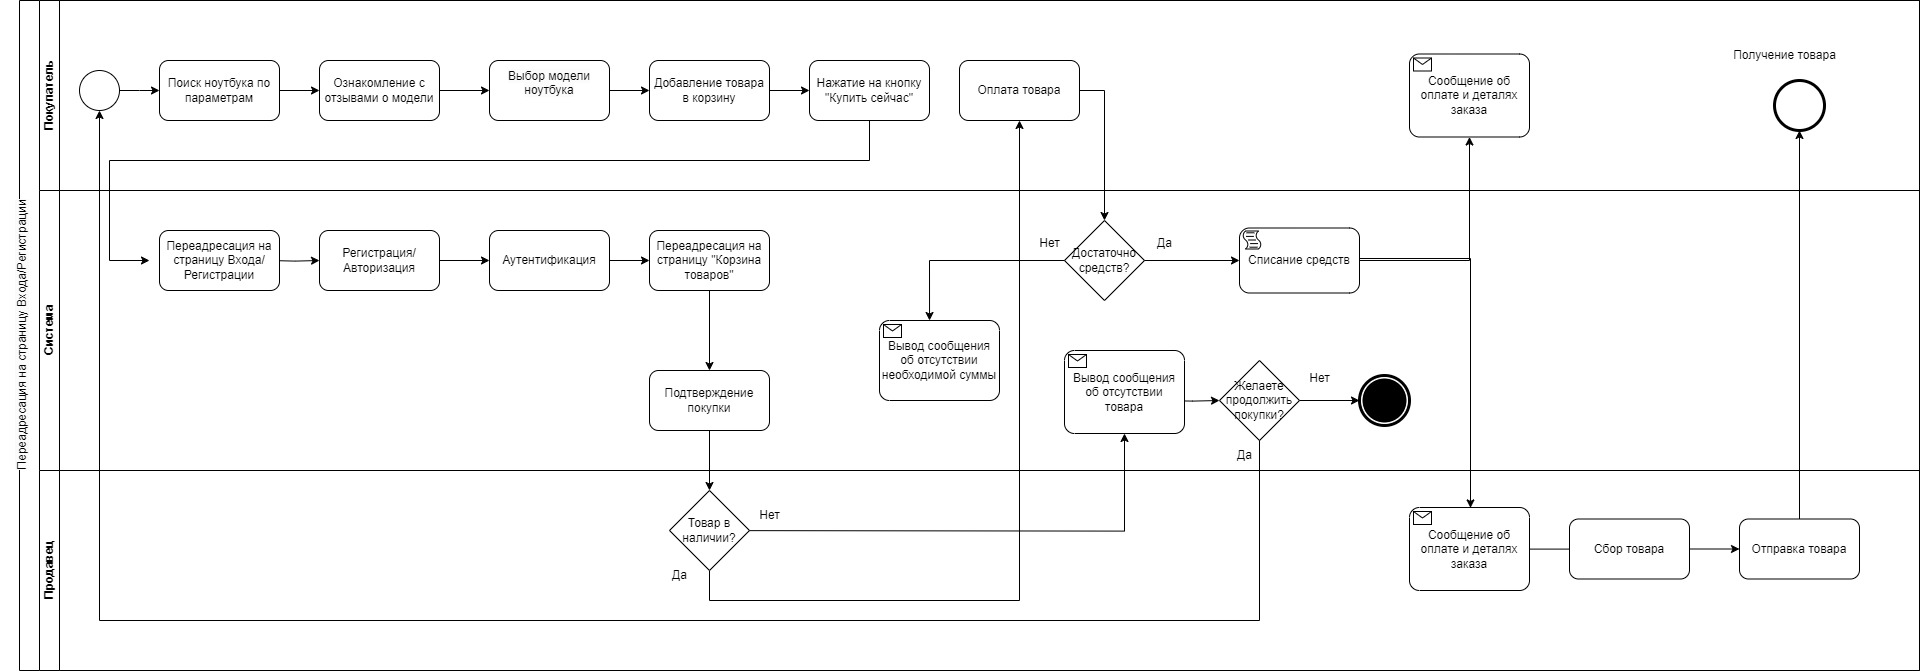 Переадресация на страницу Входа/Регистрации
Покупатель
Поиск ноутбука по
параметрам
Ознакомление с
отзывами о модели
Выбор модели
ноутбука
Добавление товара
в корзину
Нажатие на кнопку
"Купить сейчас"
Оплата товара
Сообщение об
оплате и деталях
заказа
Получение товара
Система
Переадресация на
страницу Входа/
Регистрации
Регистрация/
Авторизация
Аутентификация
Переадресация на
страницу "Корзина
товаров"
Подтверждение
покупки
Нет
Достаточно
средств?
Да
Списание средств
Вывод сообщения
об отсутствии
необходимой суммы
Вывод сообщения
об отсутствии
товара
Желаете
продолжить
покупки?
Нет
Да
Продавец
Товар в
наличии?
Нет
Да
Сообщение об
оплате и деталях
заказа
Сбор товара
Отправка товара